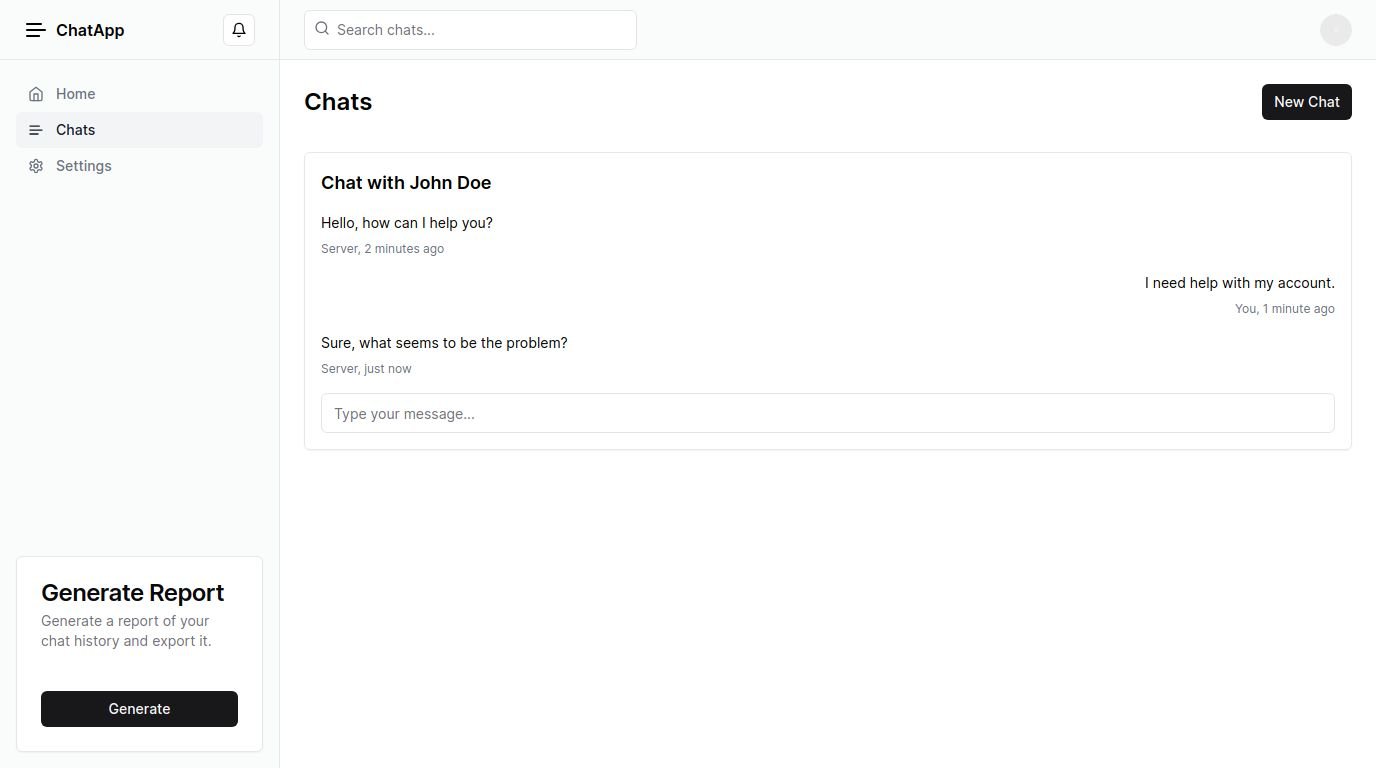 ChatApp
Search chats...
Home
Chats
Settings
Generate Report
Generate a report of your
chat history and export it.
Generate
Chats
New Chat
Chat with John Doe
Hello, how can I help you?
Server, 2 minutes ago
I need help with my account.
You, 1 minute ago
Sure, what seems to be the problem?
Server, just now
Type your message...